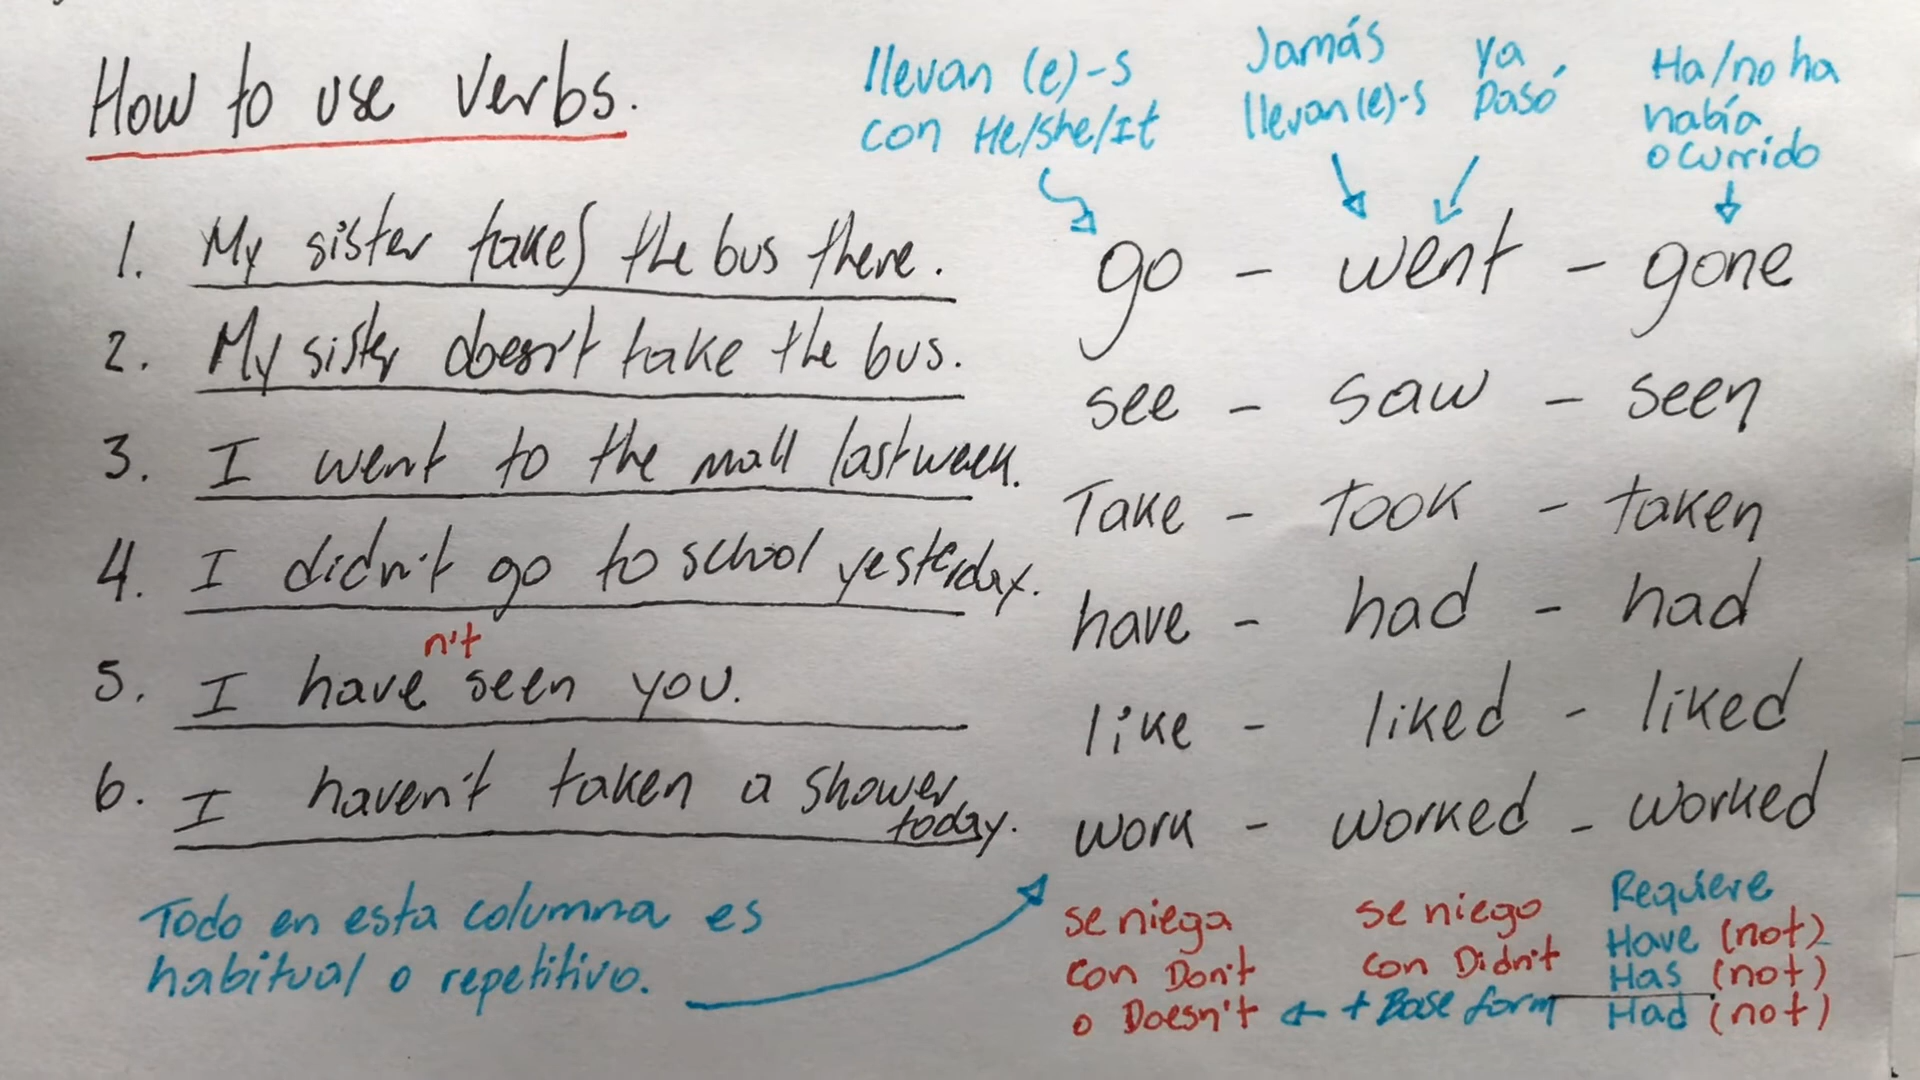 How to use verbs.
llevan (e)-s
con He/She/It
Jamás
llevan(e)-s
ya
pasó
Ha/no ha
había
ocurrido
1. My sister takes the bus there.
2. My sister doesn't take the bus.
3. I went to the mall last week.
4. I didn't go to school yesterday.
n't
5. I have seen you.
6. I haven't taken a shower
today.
go - went - gone
see - saw - seen
Take - took - taken
have - had - had
like - liked - liked
work - worked - worked
Todo en esta columna es
habitual o repetitivo.
se niega
con Don't
o Doesn't
se niego
con Didn't
+ Base form
Requiere
Have (not)
Has (not)
Had (not)